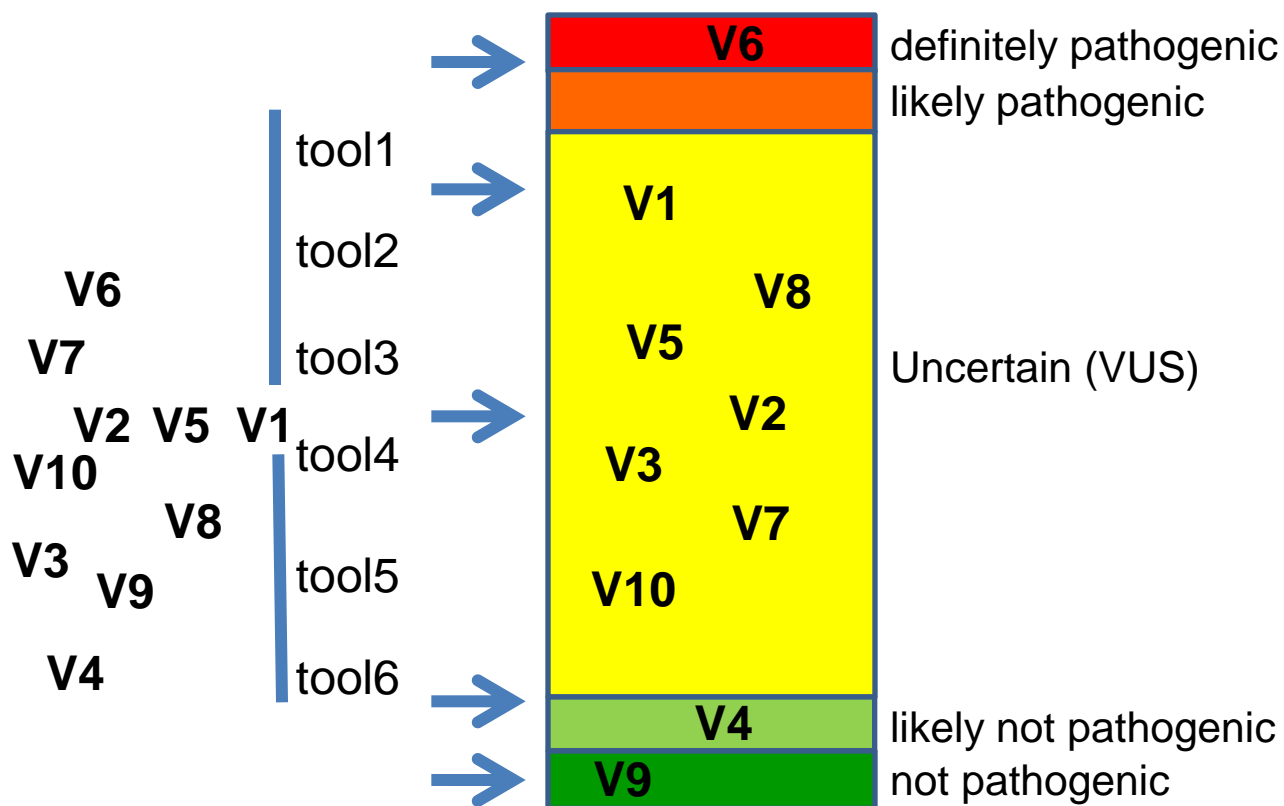 V6
definitely pathogenic
likely pathogenic
tool1
V1
tool2
V6
V8
V7
tool3
V5
Uncertain (VUS)
V2 V5 V1
tool4
V2
V10
V3
V8
V7
V3
V9
tool5
V10
V4
tool6
V4
likely not pathogenic
V9
not pathogenic